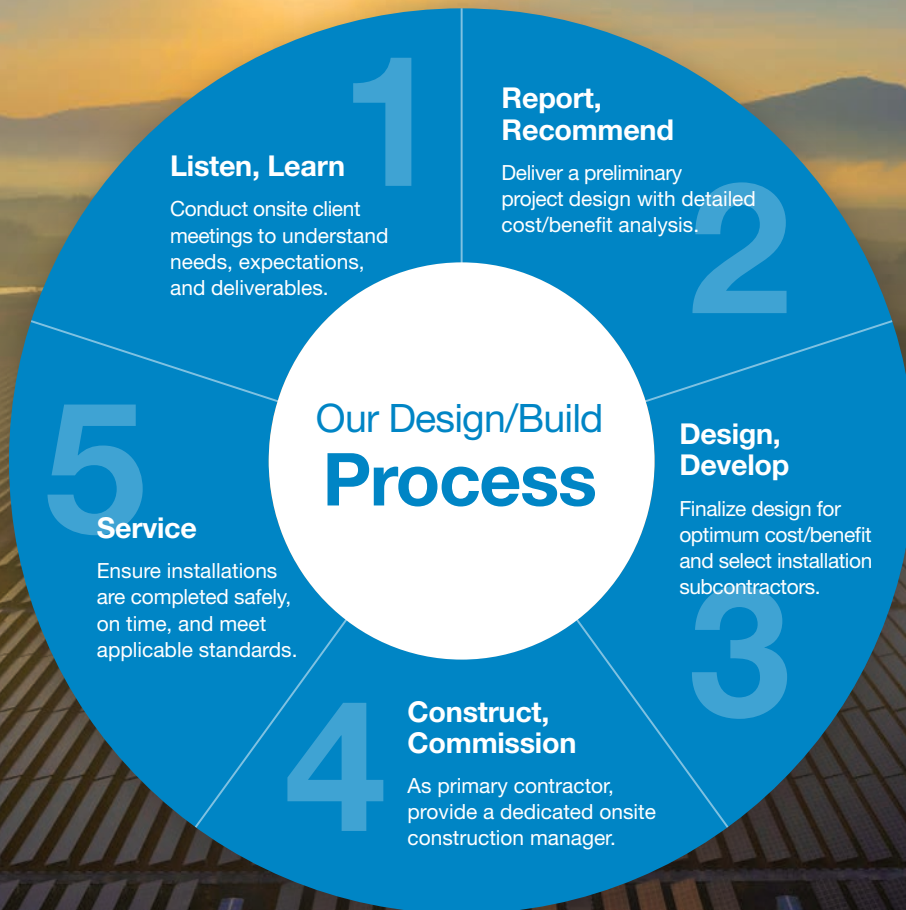 Our Design/Build
Process
1
Listen, Learn
Conduct onsite client
meetings to understand
needs, expectations,
and deliverables.
2
Report,
Recommend
Deliver a preliminary
project design with detailed
cost/benefit analysis.
3
Design,
Develop
Finalize design for
optimum cost/benefit
and select installation
subcontractors.
4
Construct,
Commission
As primary contractor,
provide a dedicated onsite
construction manager.
5
Service
Ensure installations
are completed safely,
on time, and meet
applicable standards.